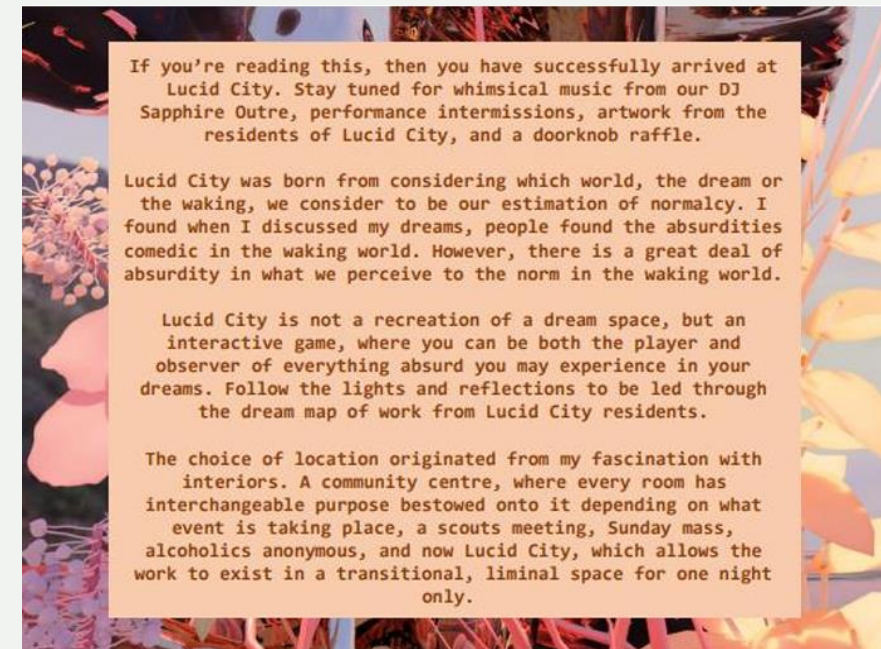 If you're reading this, then you have successfully arrived at
Lucid City. Stay tuned for whimsical music from our DJ
Sapphire Outre, performance intermissions, artwork from the
residents of Lucid City, and a doorknob raffle.
Lucid City was born from considering which world, the dream or
the waking, we consider to be our estimation of normalcy. I
found when I discussed my dreams, people found the absurdities
comedic in the waking world. However, there is a great deal of
absurdity in what we perceive to the norm in the waking world.
Lucid City is not a recreation of a dream space, but an
interactive game, where you can be both the player and
observer of everything absurd you may experience in your
dreams. Follow the lights and reflections to be led through
the dream map of work from Lucid City residents.
The choice of location originated from my fascination with
interiors. A community centre, where every room has
interchangeable purpose bestowed onto it depending on what
event is taking place, a scouts meeting, Sunday mass,
alcoholics anonymous, and now Lucid City, which allows the
work to exist in a transitional, liminal space for one night
only.